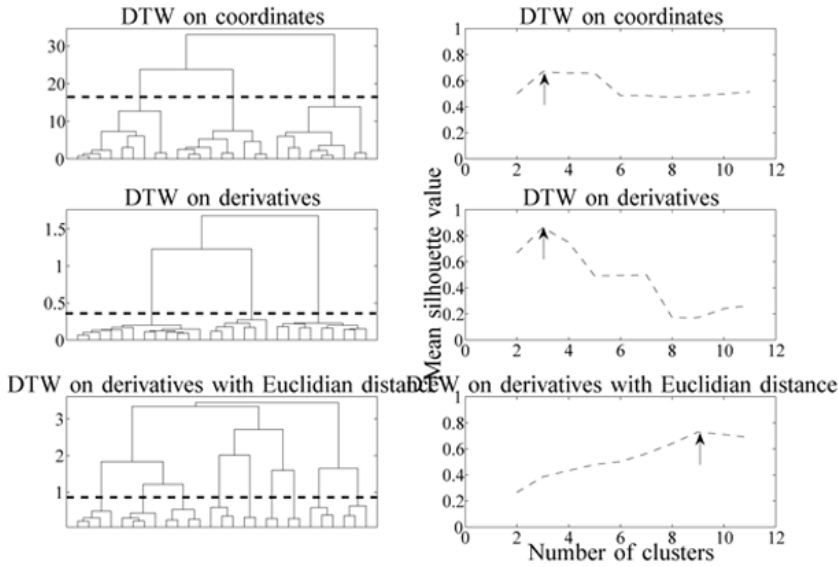 DTW on coordinates
30
20
10
0
DTW on coordinates
1
0.8
0.6
0.4
0.2
0
0 2 4 6 8 10 12
DTW on derivatives
1.5
1
0.5
0
DTW on derivatives
1
0.8
0.6
0.4
0.2
0
0 2 4 6 8 10 12
Mean silhouette value
DTW on derivatives with Euclidian distance
3
2
1
DTW on derivatives with Euclidian distance
1
0.8
0.6
0.4
0.2
0
0 2 4 6 8 10 12
Number of clusters